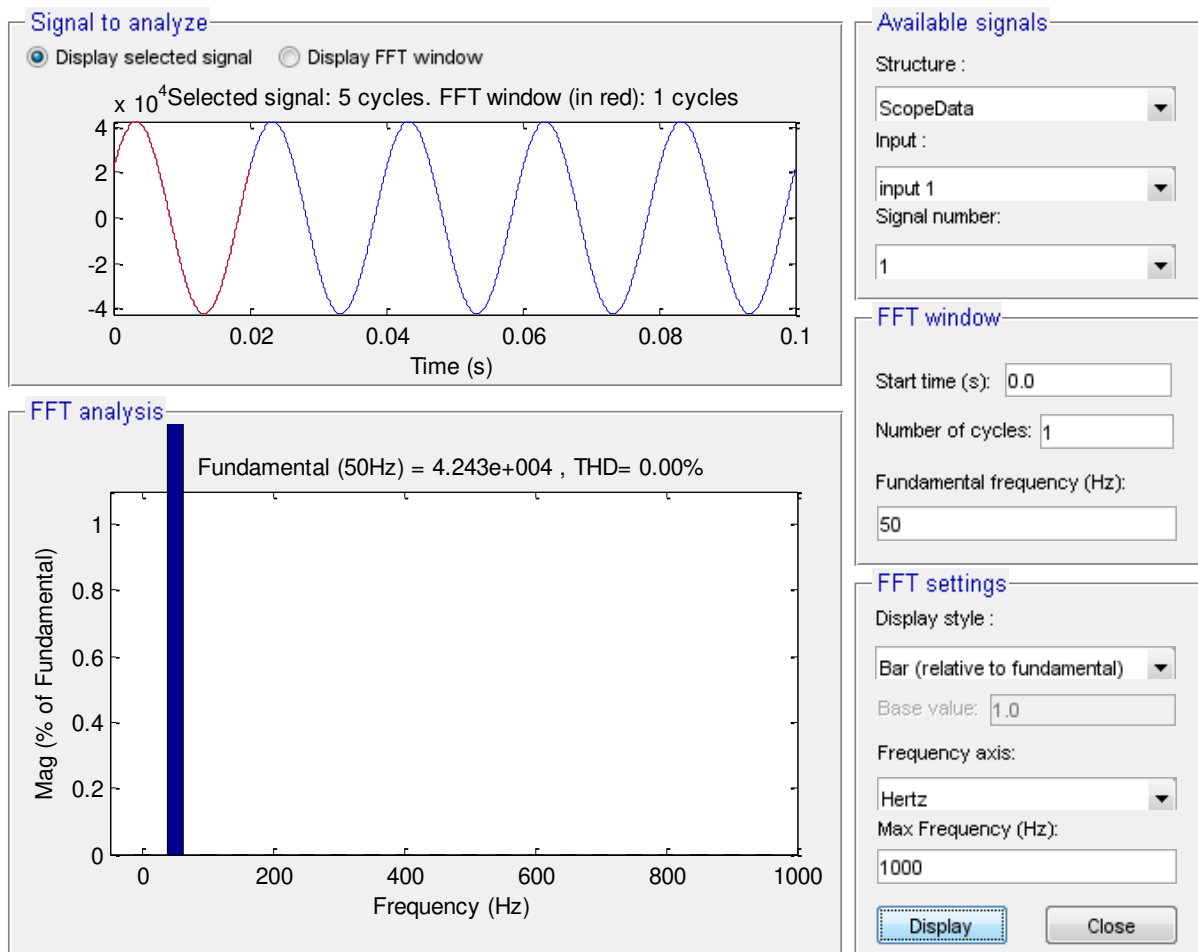 Signal to analyze
Display selected signal Display FFT window
x 10^4 Selected signal: 5 cycles. FFT window (in red): 1 cycles
4
2
0
-2
-4
0 0.02 0.04 0.06 0.08 0.1
Time (s)
FFT analysis
Fundamental (50Hz) = 4.243e+004 , THD= 0.00%
Mag (% of Fundamental)
1
0.8
0.6
0.4
0.2
0
0 200 400 600 800 1000
Frequency (Hz)
Available signals
Structure :
ScopeData
Input :
input 1
Signal number:
1
FFT window
Start time (s): 0.0
Number of cycles: 1
Fundamental frequency (Hz):
50
FFT settings
Display style :
Bar (relative to fundamental)
Base value: 1.0
Frequency axis:
Hertz
Max Frequency (Hz):
1000
Display Close